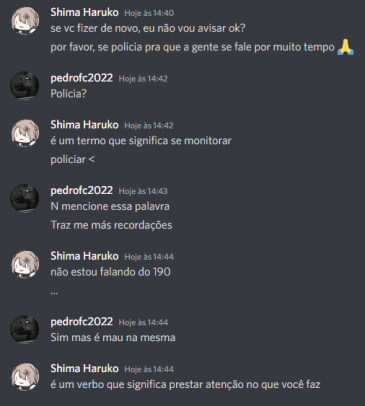 Shima Haruko Hoje às 14:40
se vc fizer de novo, eu não vou avisar ok?
por favor, se policia pra que a gente se fale por muito tempo 🙏
pedrofc2022 Hoje às 14:42
Policia?
Shima Haruko Hoje às 14:42
é um termo que significa se monitorar
policiar <
pedrofc2022 Hoje às 14:43
N mencione essa palavra
Traz me más recordações
Shima Haruko Hoje às 14:44
não estou falando do 190
...
pedrofc2022 Hoje às 14:44
Sim mas é mau na mesma
Shima Haruko Hoje às 14:44
é um verbo que significa prestar atenção no que você faz